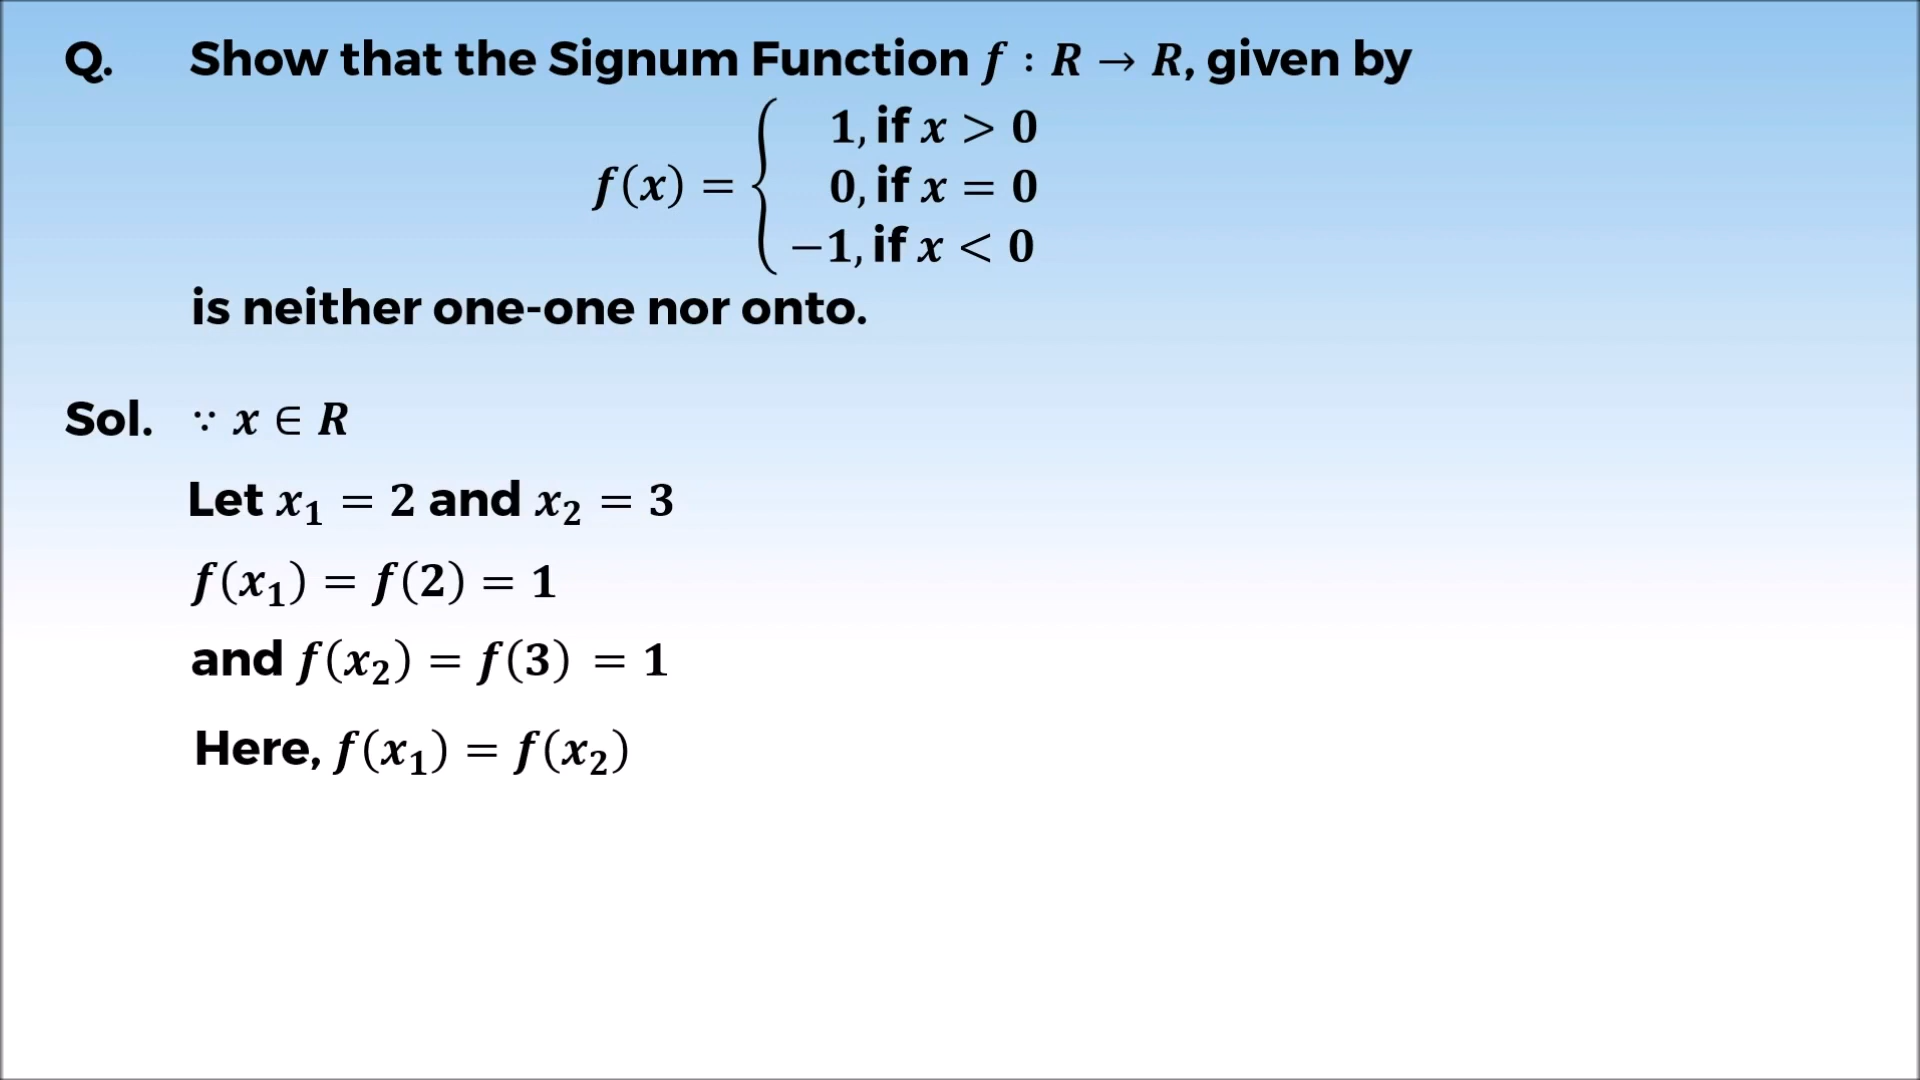 Q. Show that the Signum Function f : R → R, given by
f(x) = { 1, if x > 0
0, if x = 0
−1, if x < 0
is neither one-one nor onto.
Sol. ∵ x ∈ R
Let x₁ = 2 and x₂ = 3
f(x₁) = f(2) = 1
and f(x₂) = f(3) = 1
Here, f(x₁) = f(x₂)